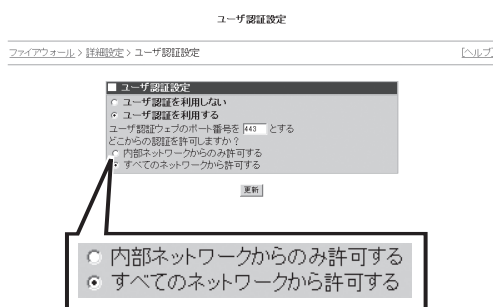 ユーザ認証設定
ファイアウォール > 詳細設定 > ユーザ認証設定
[ヘルプ]
■ ユーザ認証設定
ユーザ認証を利用しない
ユーザ認証を利用する
ユーザ認証ウェブのポート番号を 443 とする
どこからの認証を許可しますか？
内部ネットワークからのみ許可する
すべてのネットワークから許可する
更新
内部ネットワークからのみ許可する
すべてのネットワークから許可する